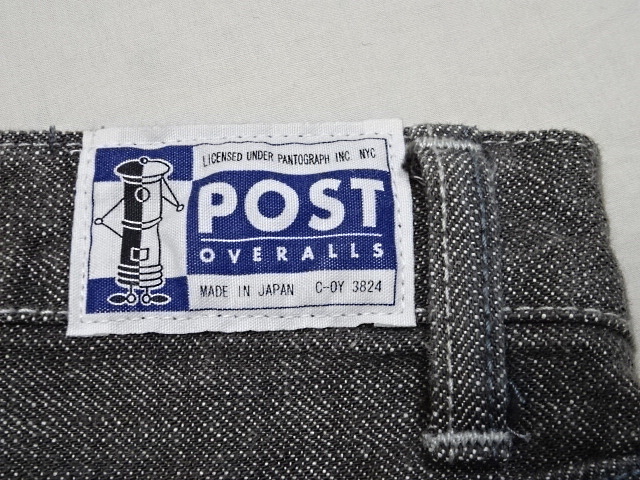 LICENSED UNDER PANTOGRAPH INC. NYC
POST
OVERALLS
MADE IN JAPAN C-OY 3824